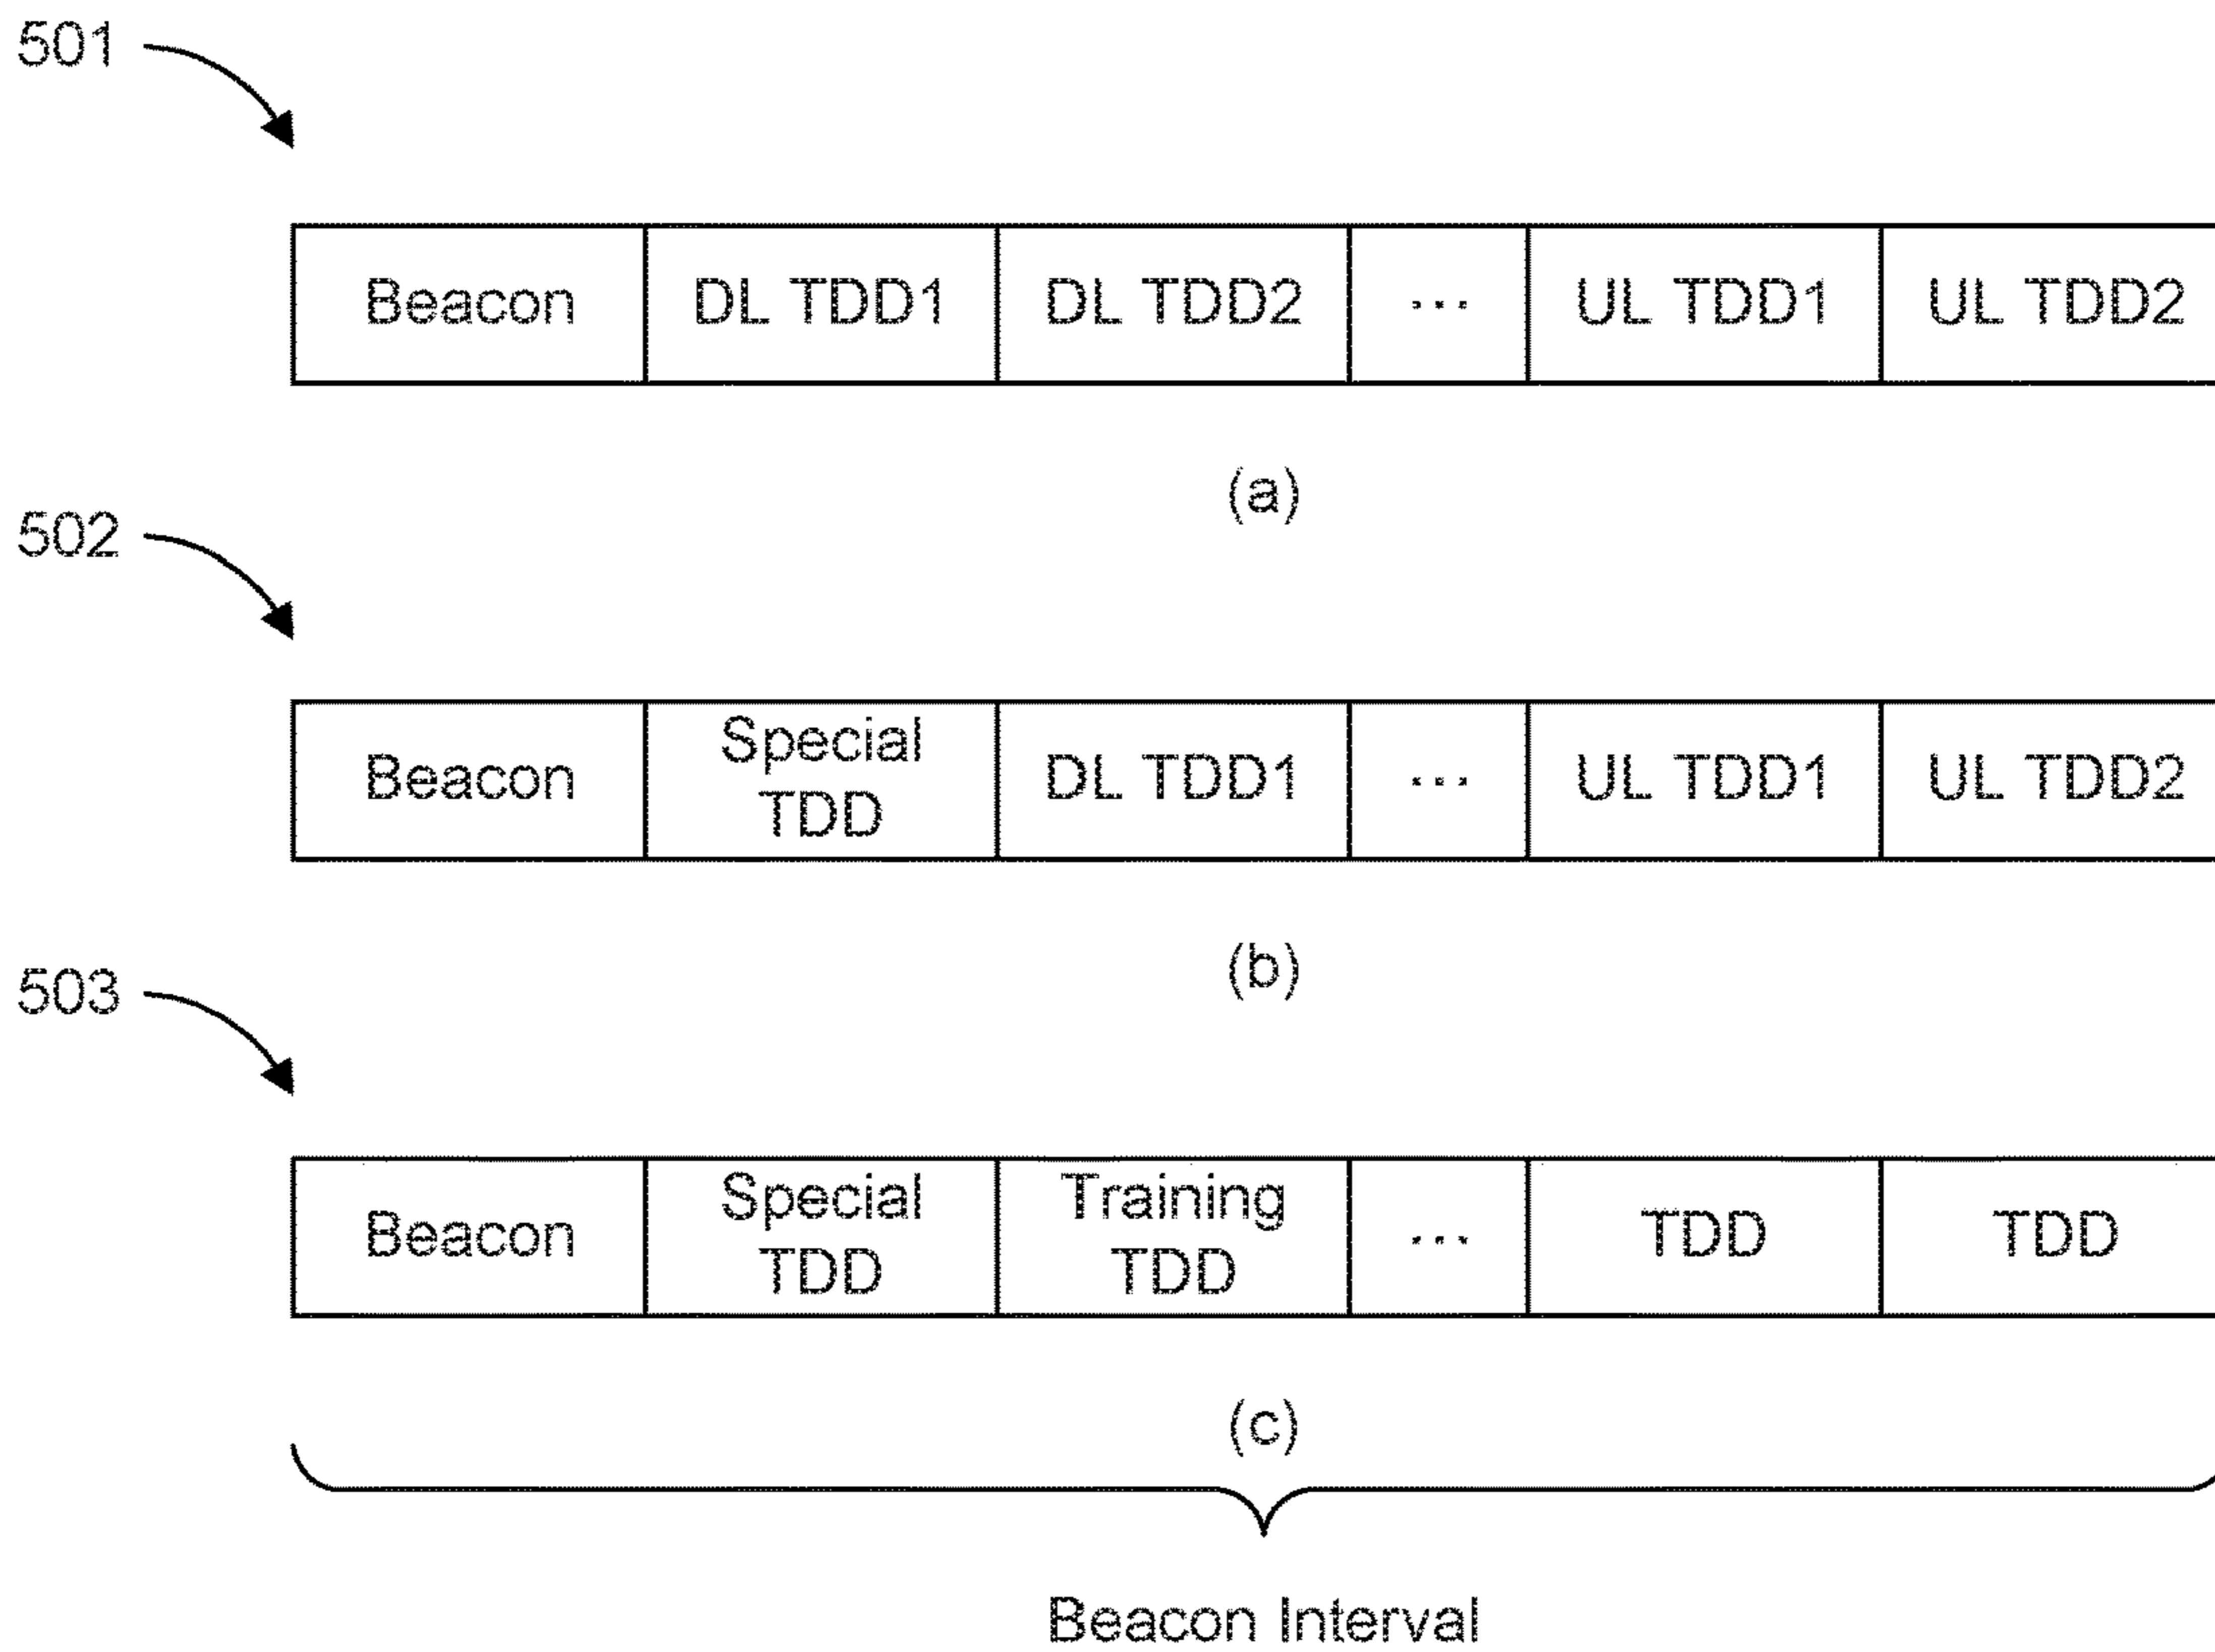 501
Beacon DL TDD1 DL TDD2 ... UL TDD1 UL TDD2
(a)
502
Beacon Special TDD DL TDD1 ... UL TDD1 UL TDD2
(b)
503
Beacon Special TDD Training TDD ... TDD TDD
(c)
Beacon Interval